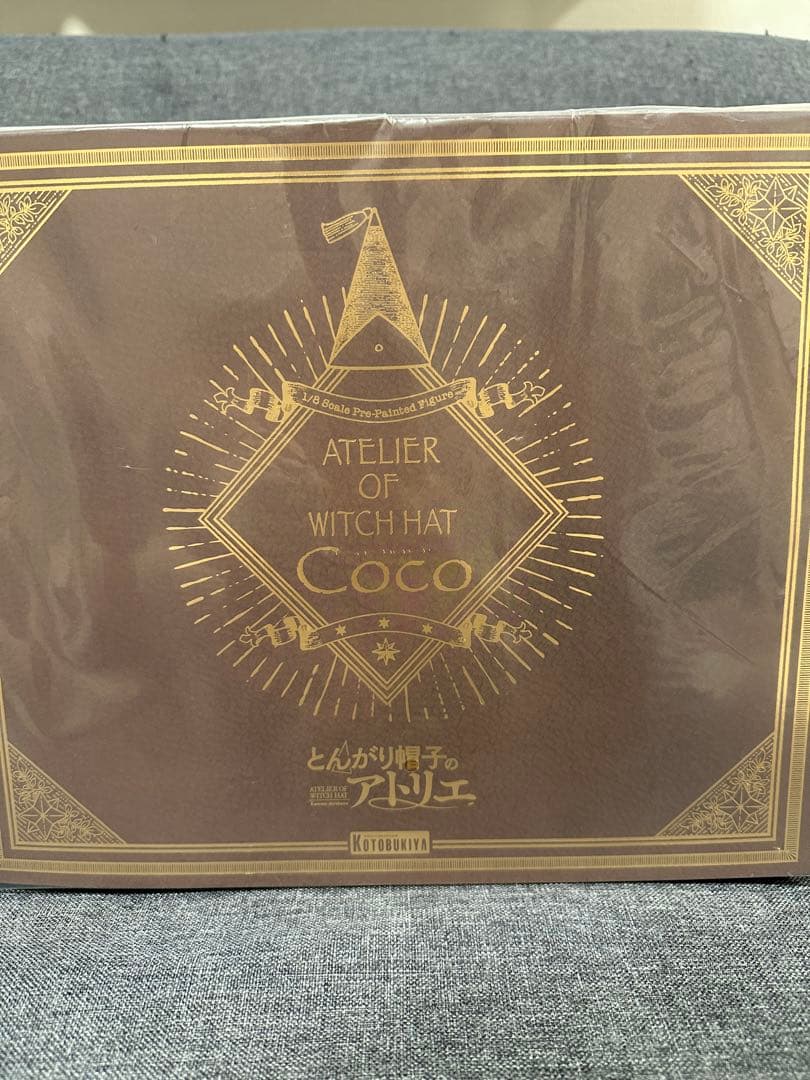 1/8 Scale Pre-Painted Figure
ATELIER
OF
WITCH HAT
Coco
とんがり帽子の
アトリエ
ATELIER OF
WITCH HAT
KOTOBUKIYA